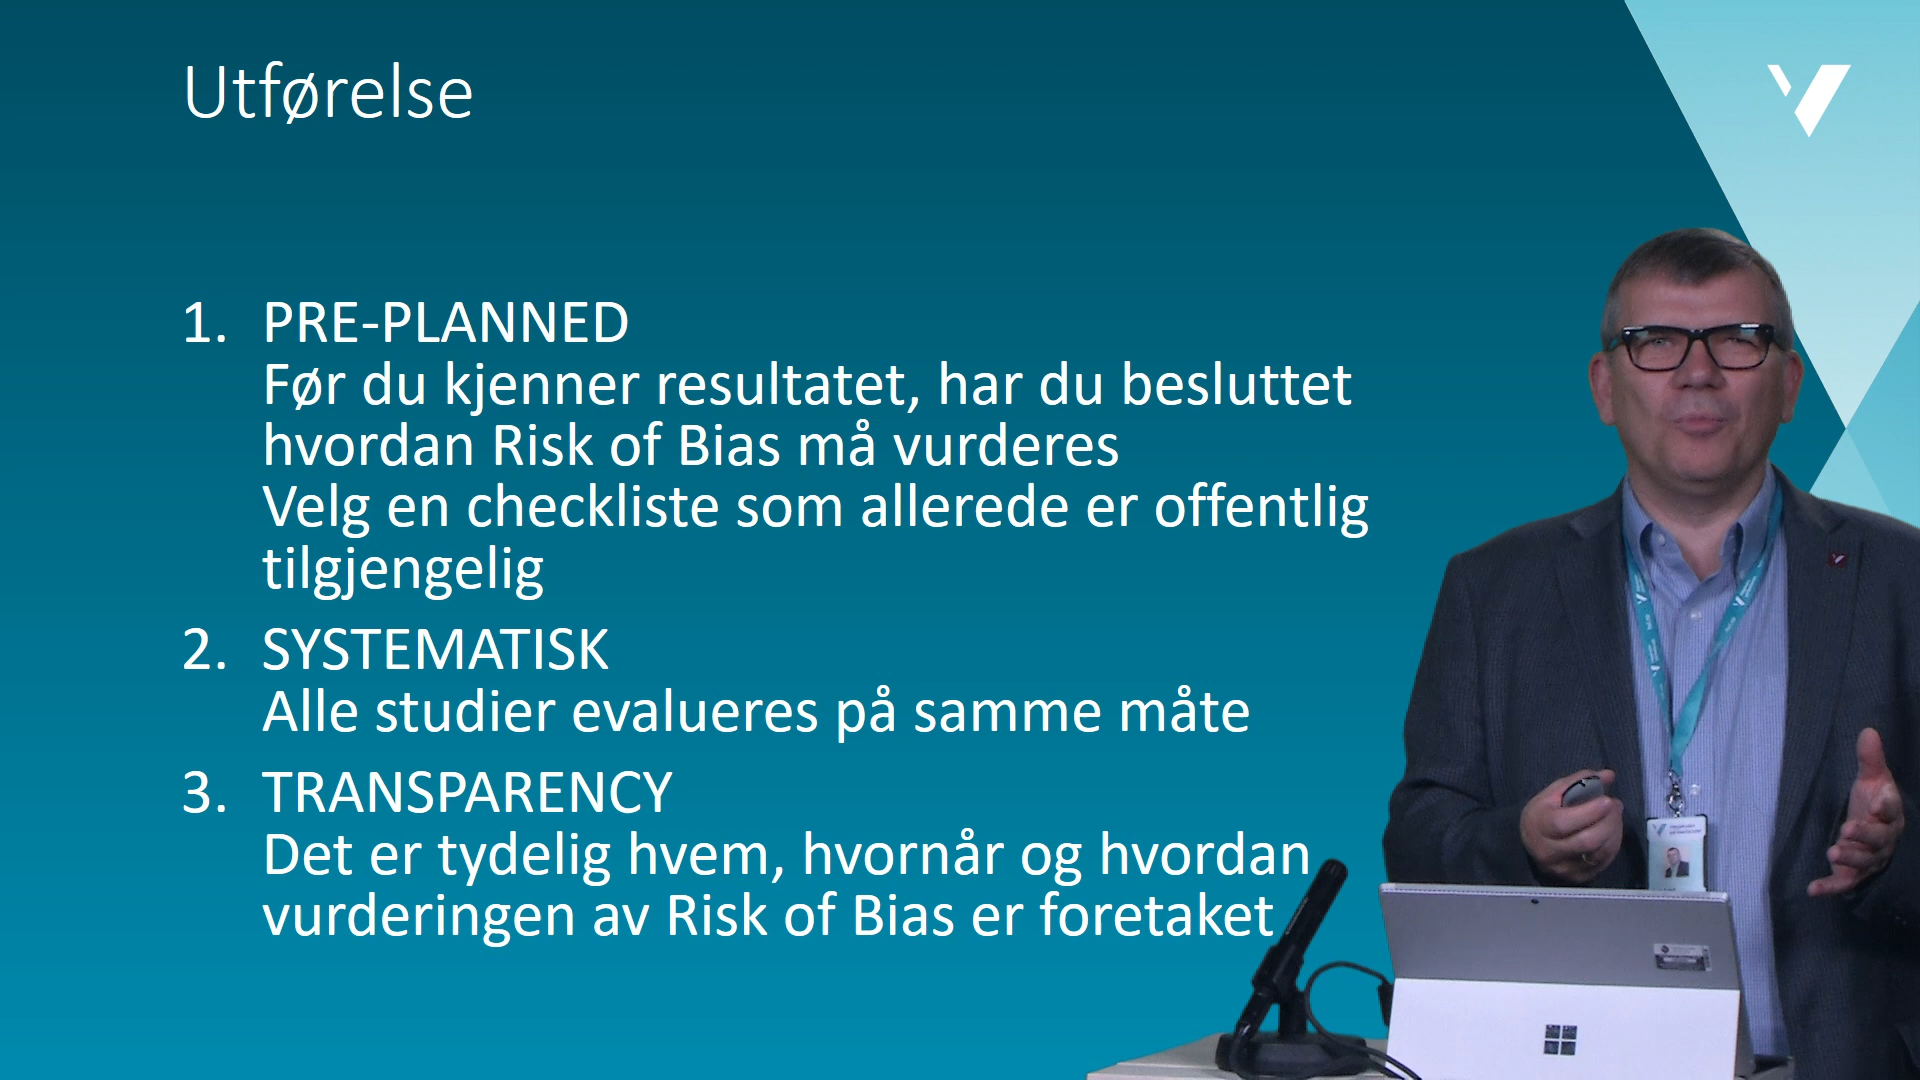 Utførelse
1. PRE-PLANNED
Før du kjenner resultatet, har du besluttet
hvordan Risk of Bias må vurderes
Velg en checkliste som allerede er offentlig
tilgjengelig
2. SYSTEMATISK
Alle studier evalueres på samme måte
3. TRANSPARENCY
Det er tydelig hvem, hvornår og hvordan
vurderingen av Risk of Bias er foretaket